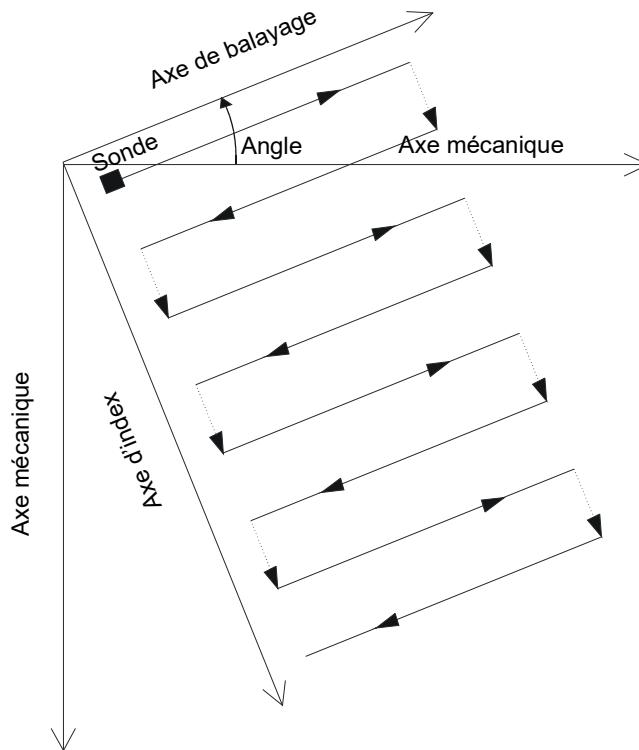 Axe de balayage
Sonde
Angle
Axe mécanique
Axe mécanique
Axe d'index